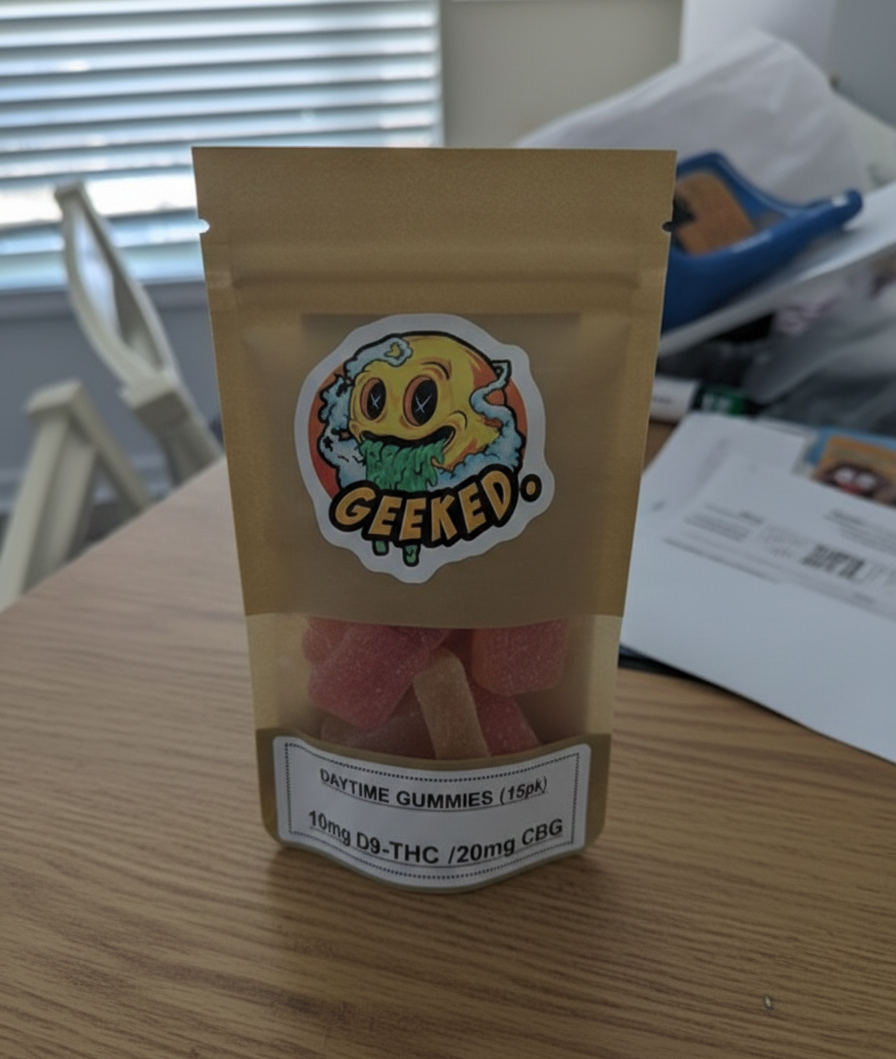 GEEKED
DAYTIME GUMMIES (15pk)
10mg D9-THC /20mg CBG